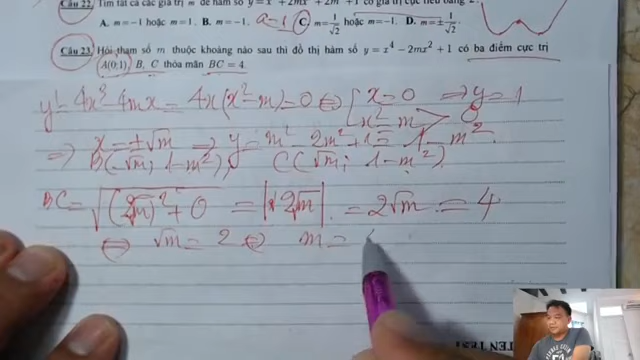 Câu 22. Tìm tất cả các giá trị m để hàm số
A. m = −1 hoặc m = 1. B. m = −1. a = 1 C. m = 1/√2 hoặc m = −1. D. m = ± 1/√2.
Câu 23. Hỏi tham số m thuộc khoảng nào sau thì đồ thị hàm số y = x⁴ − 2mx² + 1 có ba điểm cực trị
A(0;1), B, C thỏa mãn BC = 4.
y' = 4x³ − 4mx = 4x(x² − m) = 0 ⇔ [ x = 0 ⇒ y = 1
x² = m > 0
⇒ x = ±√m ⇒ y = m² − 2m² + 1 = 1 − m².
B(−√m; 1 − m²), C(√m; 1 − m²).
BC = √((2√m)² + 0) = |2√m| = 2√m = 4
⇔ √m = 2 ⇔ m =